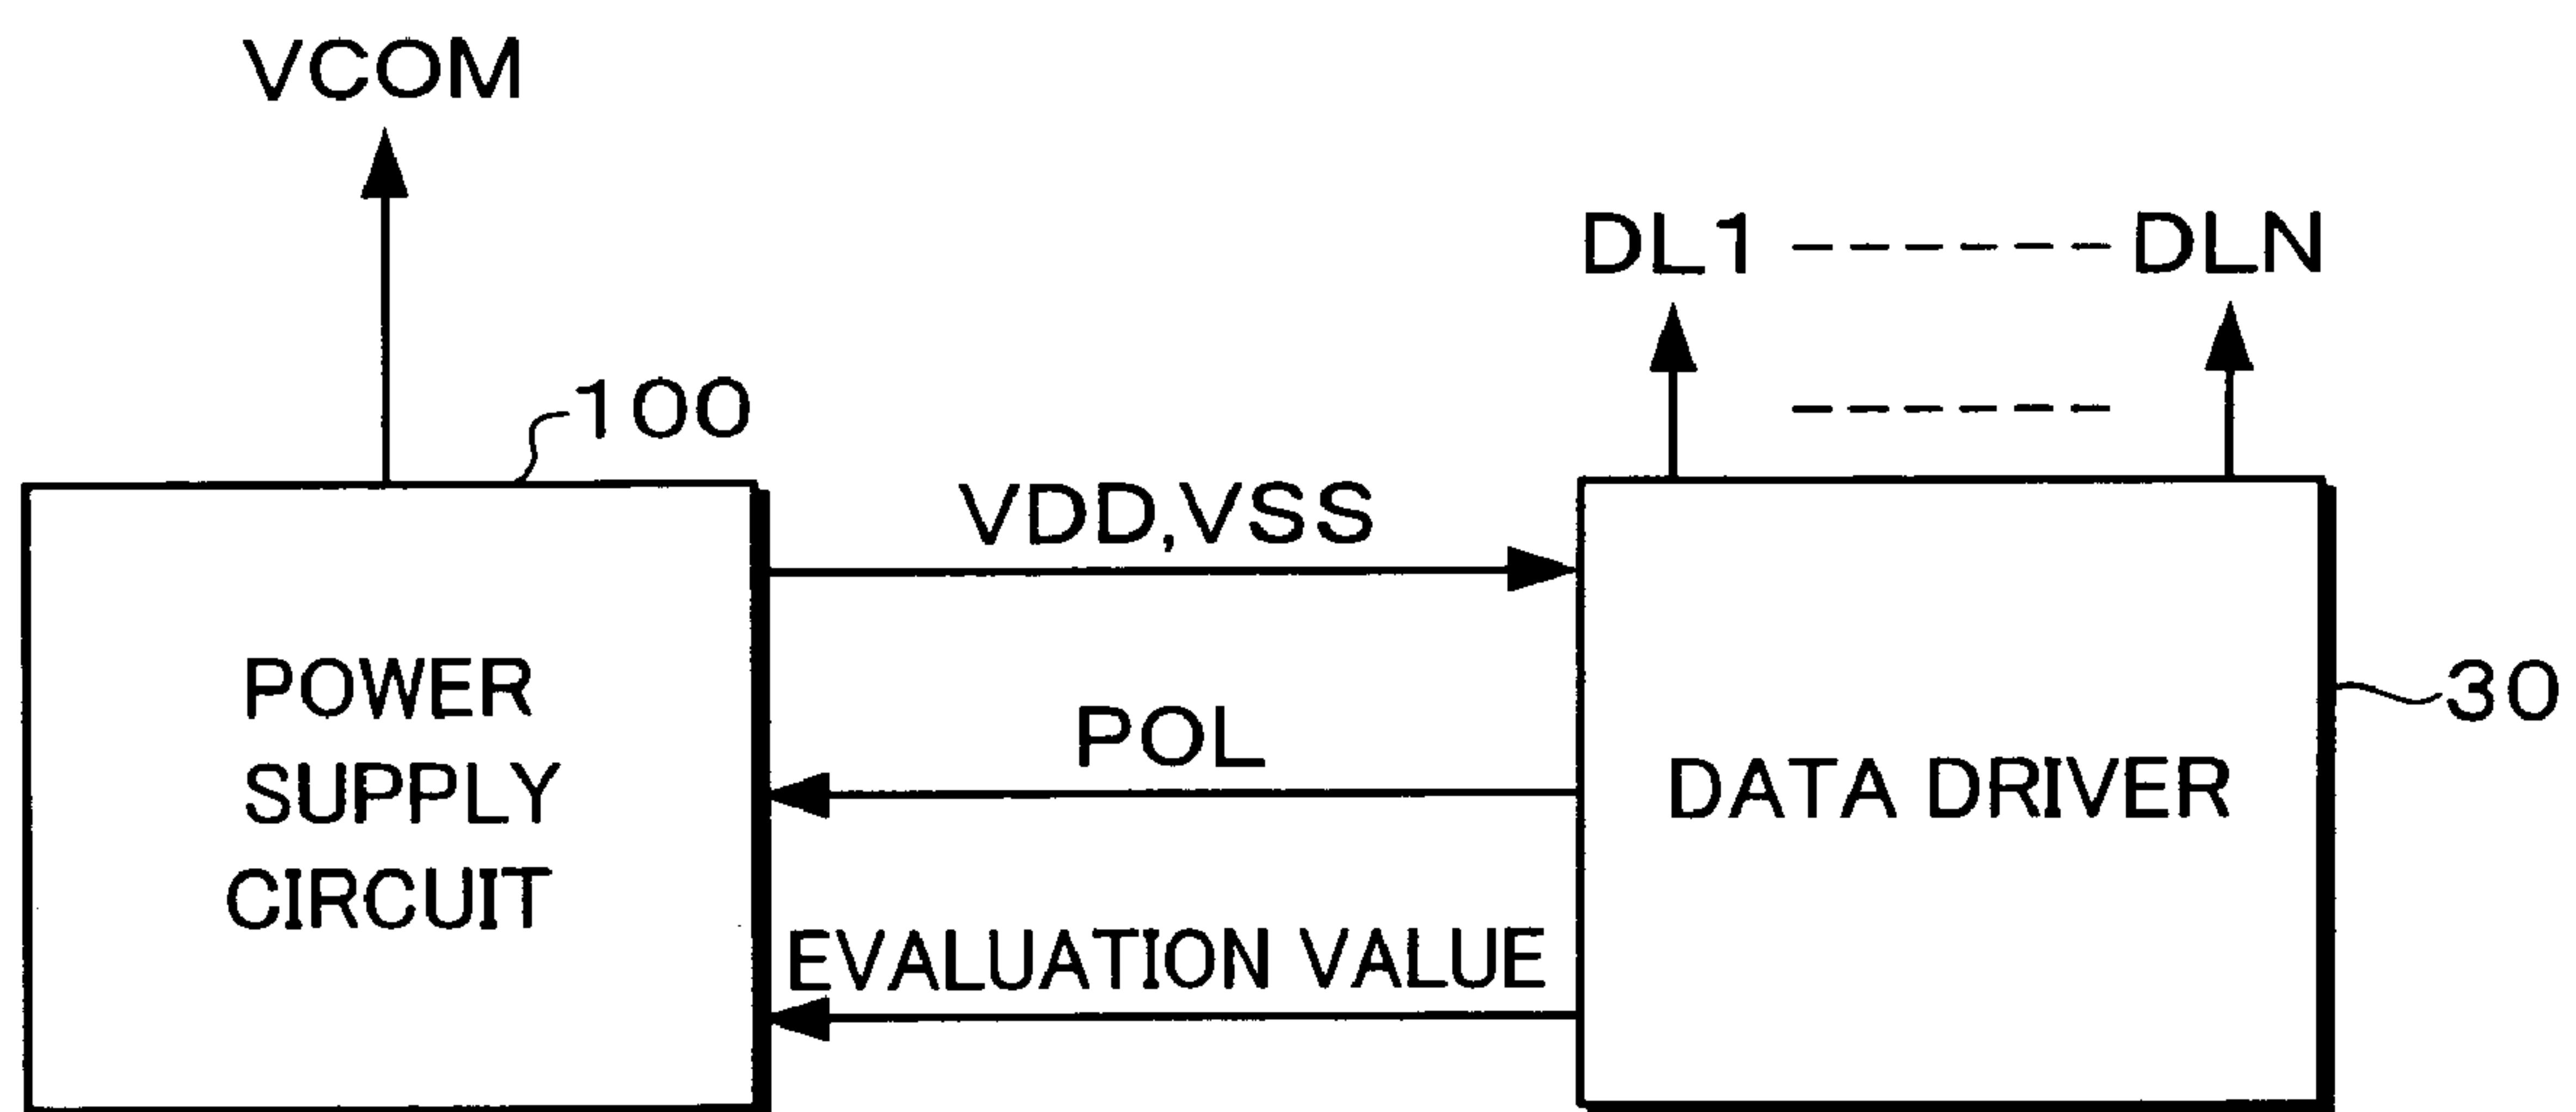 VCOM
DL1 ------ DLN
100
VDD,VSS
POWER
SUPPLY
CIRCUIT
POL
EVALUATION VALUE
DATA DRIVER
30